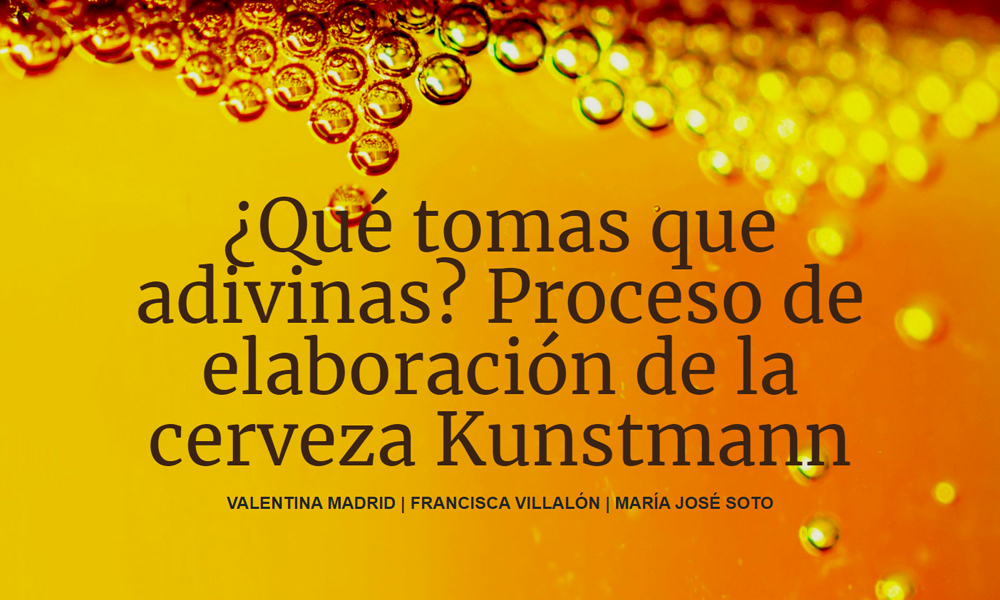 ¿Qué tomas que
adivinas? Proceso de
elaboración de la
cerveza Kunstmann
VALENTINA MADRID | FRANCISCA VILLALÓN | MARÍA JOSÉ SOTO